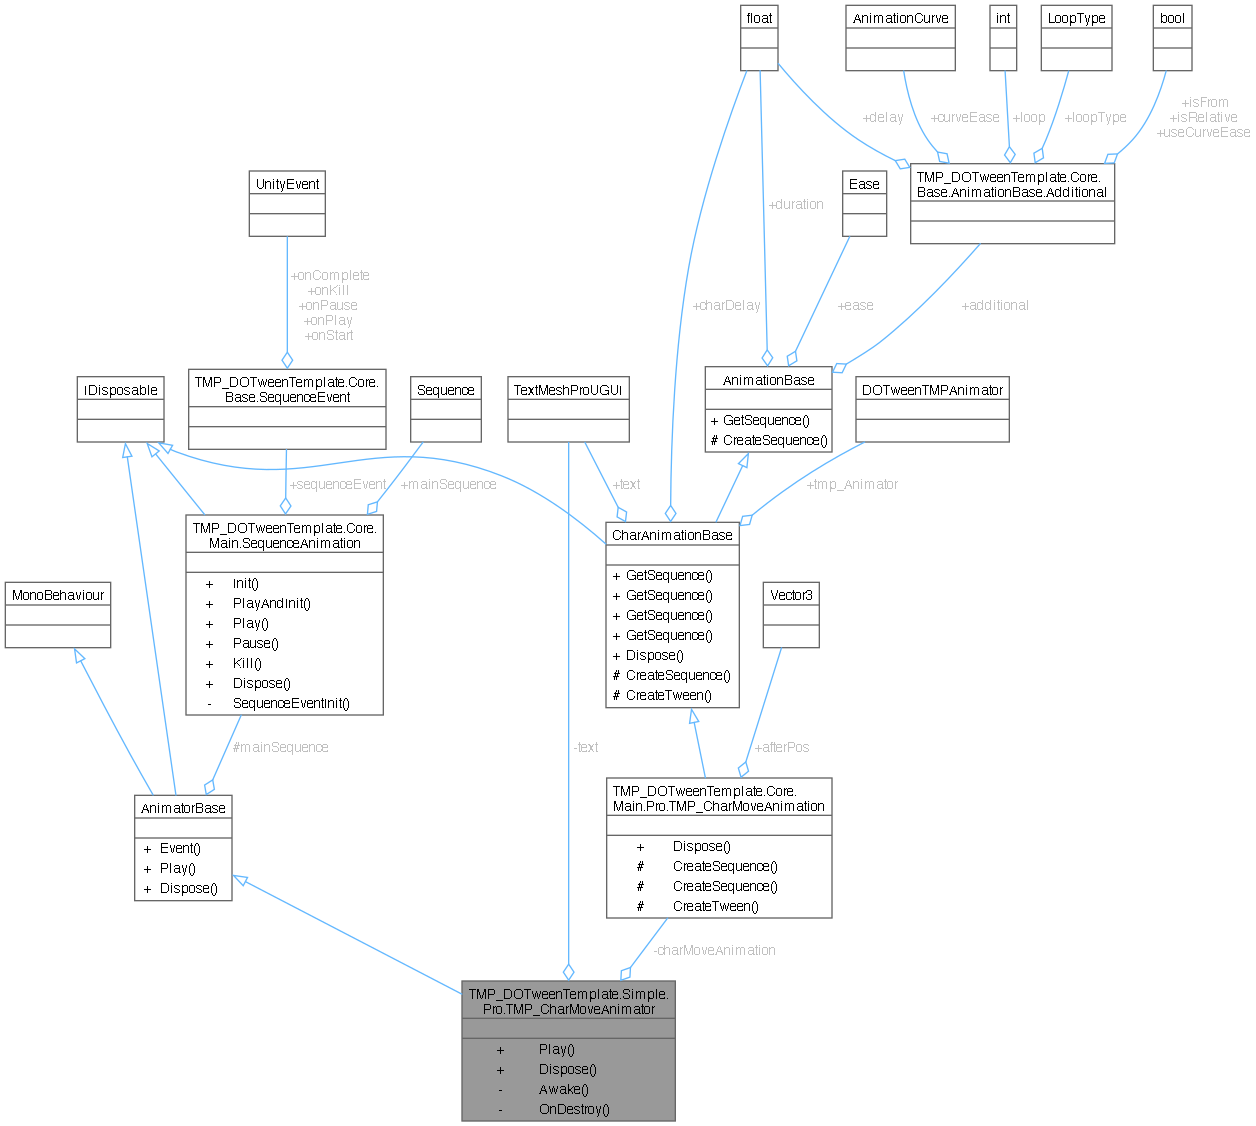 float
AnimationCurve
int
LoopType
bool
+delay
+curveEase
+loop
+loopType
+isFrom
+isRelative
+useCurveEase
UnityEvent
Ease
TMP_DOTweenTemplate.Core.
Base.AnimationBase.Additional
+duration
+onComplete
+onKill
+onPause
+onPlay
+onStart
+charDelay
+ease
+additional
IDisposable
TMP_DOTweenTemplate.Core.
Base.SequenceEvent
Sequence
TextMeshProUGUI
AnimationBase
+ GetSequence()
# CreateSequence()
DOTweenTMPAnimator
+sequenceEvent
+mainSequence
+text
+tmp_Animator
TMP_DOTweenTemplate.Core.
Main.SequenceAnimation
+ Init()
+ PlayAndInit()
+ Play()
+ Pause()
+ Kill()
+ Dispose()
- SequenceEventInit()
CharAnimationBase
+ GetSequence()
+ GetSequence()
+ GetSequence()
+ GetSequence()
+ Dispose()
# CreateSequence()
# CreateTween()
MonoBehaviour
Vector3
#mainSequence
-text
+afterPos
AnimatorBase
+ Event()
+ Play()
+ Dispose()
TMP_DOTweenTemplate.Core.
Main.Pro.TMP_CharMoveAnimation
+ Dispose()
# CreateSequence()
# CreateSequence()
# CreateTween()
-charMoveAnimation
TMP_DOTweenTemplate.Simple.
Pro.TMP_CharMoveAnimator
+ Play()
+ Dispose()
- Awake()
- OnDestroy()